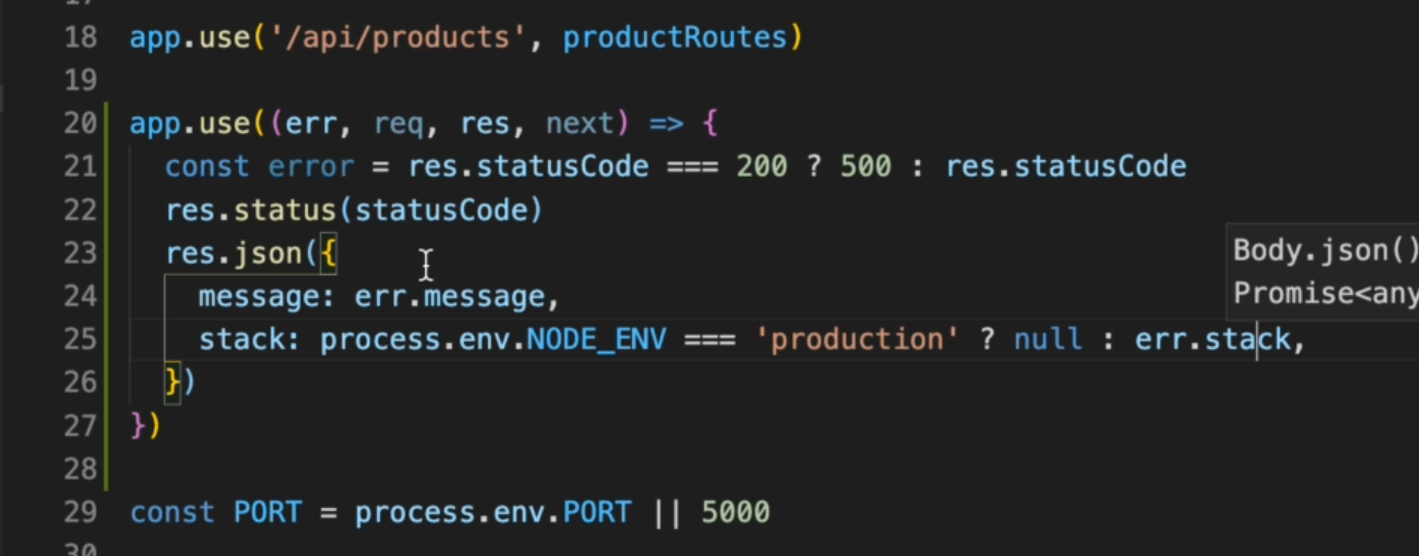 18 app.use('/api/products', productRoutes)
19
20 app.use((err, req, res, next) => {
21 const error = res.statusCode === 200 ? 500 : res.statusCode
22 res.status(statusCode)
23 res.json({
Body.json()
24 message: err.message,
Promise<any
25 stack: process.env.NODE_ENV === 'production' ? null : err.stack,
26 })
27 })
28
29 const PORT = process.env.PORT || 5000